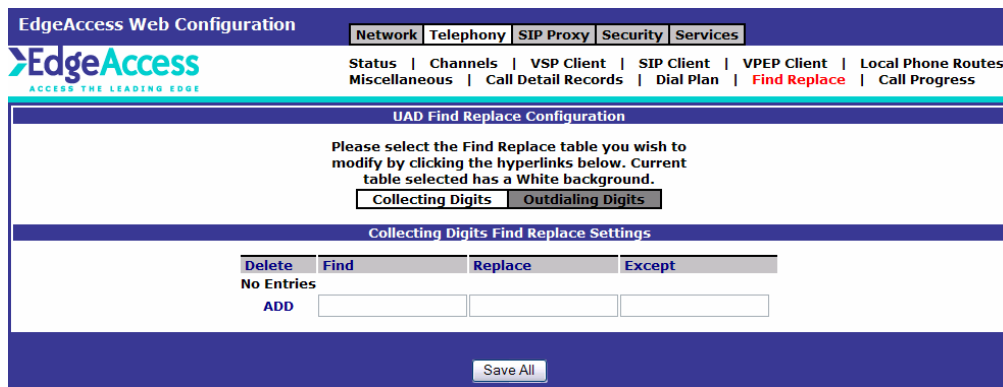 EdgeAccess Web Configuration
Network Telephony SIP Proxy Security Services
EdgeAccess
ACCESS THE LEADING EDGE
Status | Channels | VSP Client | SIP Client | VPEP Client | Local Phone Routes
Miscellaneous | Call Detail Records | Dial Plan | Find Replace | Call Progress
UAD Find Replace Configuration
Please select the Find Replace table you wish to
modify by clicking the hyperlinks below. Current
table selected has a White background.
Collecting Digits Outdialing Digits
Collecting Digits Find Replace Settings
Delete Find Replace Except
No Entries
ADD
Save All